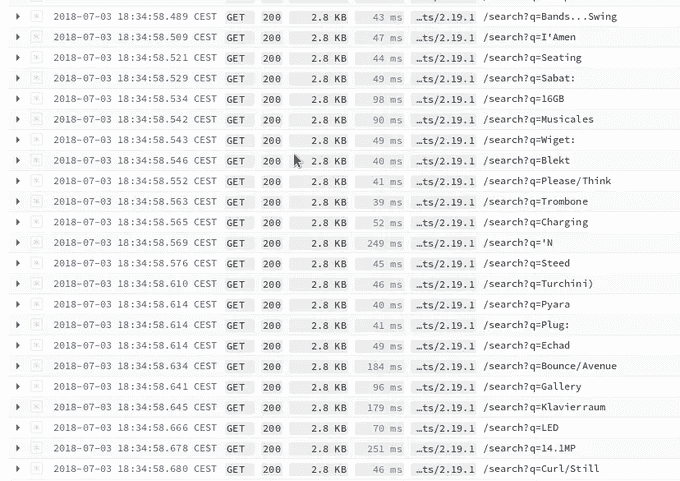 2018-07-03 18:34:58.489 CEST GET 200 2.8 KB 43 ms …ts/2.19.1 /search?q=Bands...Swing
2018-07-03 18:34:58.509 CEST GET 200 2.8 KB 47 ms …ts/2.19.1 /search?q=I'Amen
2018-07-03 18:34:58.521 CEST GET 200 2.8 KB 44 ms …ts/2.19.1 /search?q=Seating
2018-07-03 18:34:58.529 CEST GET 200 2.8 KB 49 ms …ts/2.19.1 /search?q=Sabat:
2018-07-03 18:34:58.534 CEST GET 200 2.8 KB 98 ms …ts/2.19.1 /search?q=16GB
2018-07-03 18:34:58.542 CEST GET 200 2.8 KB 90 ms …ts/2.19.1 /search?q=Musicales
2018-07-03 18:34:58.543 CEST GET 200 2.8 KB 49 ms …ts/2.19.1 /search?q=Wiget:
2018-07-03 18:34:58.546 CEST GET 200 2.8 KB 40 ms …ts/2.19.1 /search?q=Blekt
2018-07-03 18:34:58.552 CEST GET 200 2.8 KB 41 ms …ts/2.19.1 /search?q=Please/Think
2018-07-03 18:34:58.563 CEST GET 200 2.8 KB 39 ms …ts/2.19.1 /search?q=Trombone
2018-07-03 18:34:58.565 CEST GET 200 2.8 KB 52 ms …ts/2.19.1 /search?q=Charging
2018-07-03 18:34:58.569 CEST GET 200 2.8 KB 249 ms …ts/2.19.1 /search?q='N
2018-07-03 18:34:58.576 CEST GET 200 2.8 KB 45 ms …ts/2.19.1 /search?q=Steed
2018-07-03 18:34:58.610 CEST GET 200 2.8 KB 46 ms …ts/2.19.1 /search?q=Turchini)
2018-07-03 18:34:58.614 CEST GET 200 2.8 KB 40 ms …ts/2.19.1 /search?q=Pyara
2018-07-03 18:34:58.614 CEST GET 200 2.8 KB 41 ms …ts/2.19.1 /search?q=Plug:
2018-07-03 18:34:58.614 CEST GET 200 2.8 KB 49 ms …ts/2.19.1 /search?q=Echad
2018-07-03 18:34:58.634 CEST GET 200 2.8 KB 184 ms …ts/2.19.1 /search?q=Bounce/Avenue
2018-07-03 18:34:58.641 CEST GET 200 2.8 KB 96 ms …ts/2.19.1 /search?q=Gallery
2018-07-03 18:34:58.645 CEST GET 200 2.8 KB 179 ms …ts/2.19.1 /search?q=Klavierraum
2018-07-03 18:34:58.666 CEST GET 200 2.8 KB 70 ms …ts/2.19.1 /search?q=LED
2018-07-03 18:34:58.678 CEST GET 200 2.8 KB 251 ms …ts/2.19.1 /search?q=14.1MP
2018-07-03 18:34:58.680 CEST GET 200 2.8 KB 46 ms …ts/2.19.1 /search?q=Curl/Still